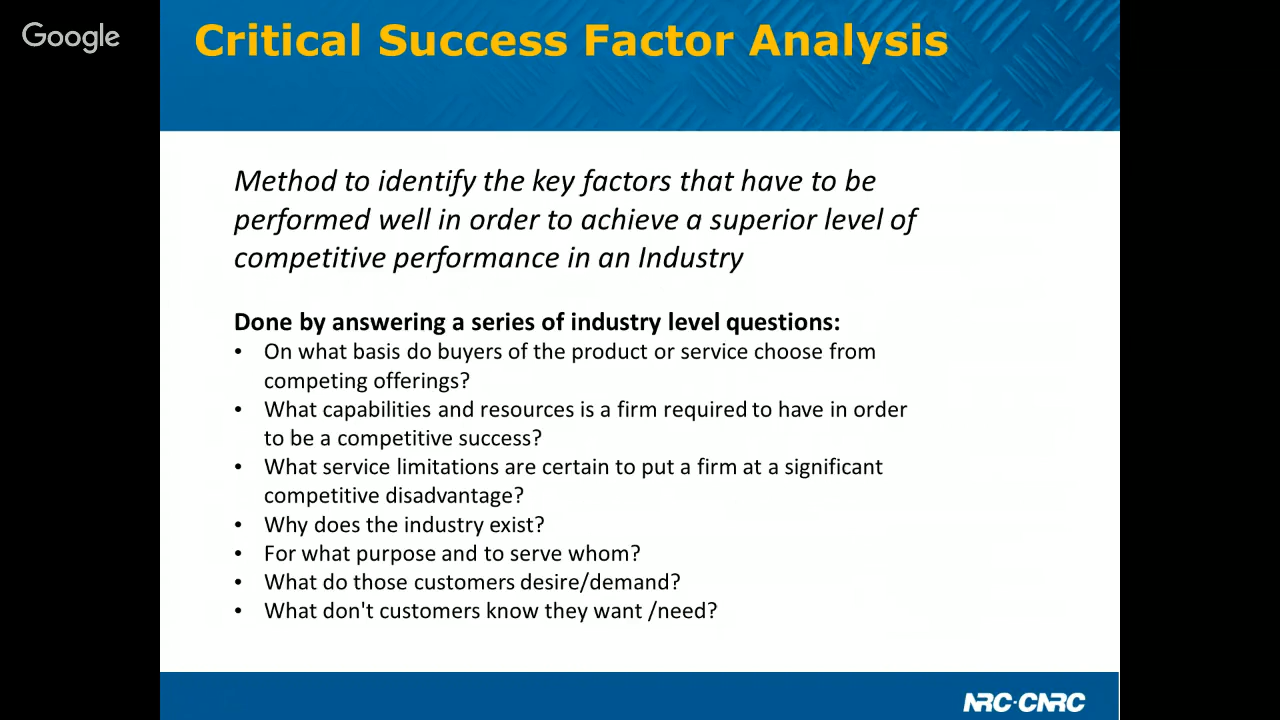 Google
Critical Success Factor Analysis
Method to identify the key factors that have to be
performed well in order to achieve a superior level of
competitive performance in an Industry
Done by answering a series of industry level questions:
• On what basis do buyers of the product or service choose from
competing offerings?
• What capabilities and resources is a firm required to have in order
to be a competitive success?
• What service limitations are certain to put a firm at a significant
competitive disadvantage?
• Why does the industry exist?
• For what purpose and to serve whom?
• What do those customers desire/demand?
• What don't customers know they want /need?
NRC·CNRC